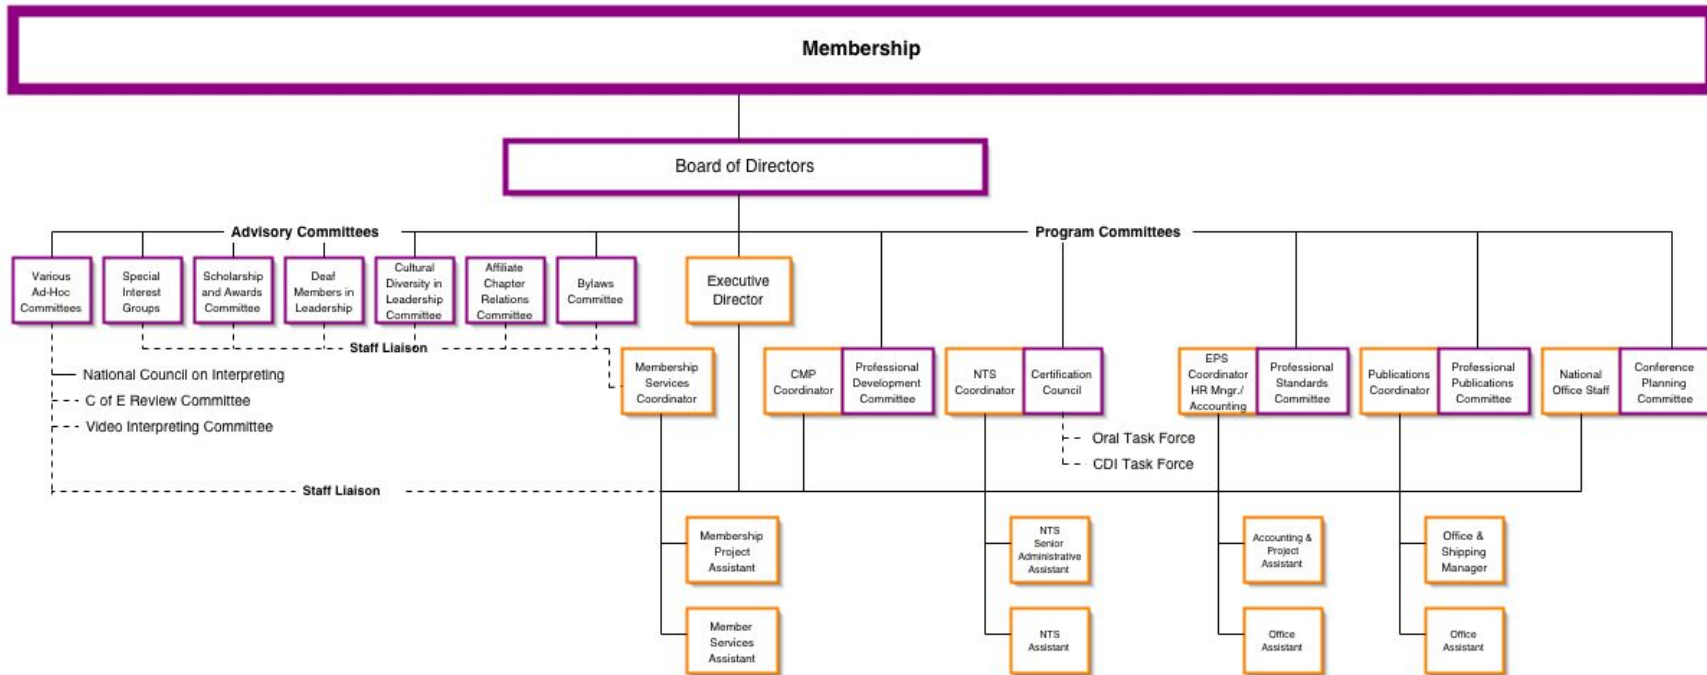 Membership
Board of Directors
Advisory Committees
Program Committees
Various
Ad-Hoc
Committees
Special
Interest
Groups
Scholarship
and Awards
Committee
Deaf
Members in
Leadership
Cultural
Diversity in
Leadership
Committee
Affiliate
Chapter
Relations
Committee
Bylaws
Committee
Executive
Director
Staff Liaison
National Council on Interpreting
C of E Review Committee
Video Interpreting Committee
Membership
Services
Coordinator
CMP
Coordinator
Professional
Development
Committee
NTS
Coordinator
Certification
Council
EPS
Coordinator
HR Mngr./
Accounting
Professional
Standards
Committee
Publications
Coordinator
Professional
Publications
Committee
National
Office Staff
Conference
Planning
Committee
Oral Task Force
CDI Task Force
Staff Liaison
Membership
Project
Assistant
NTS
Senior
Administrative
Assistant
Accounting &
Project
Assistant
Office &
Shipping
Manager
Member
Services
Assistant
NTS
Assistant
Office
Assistant
Office
Assistant